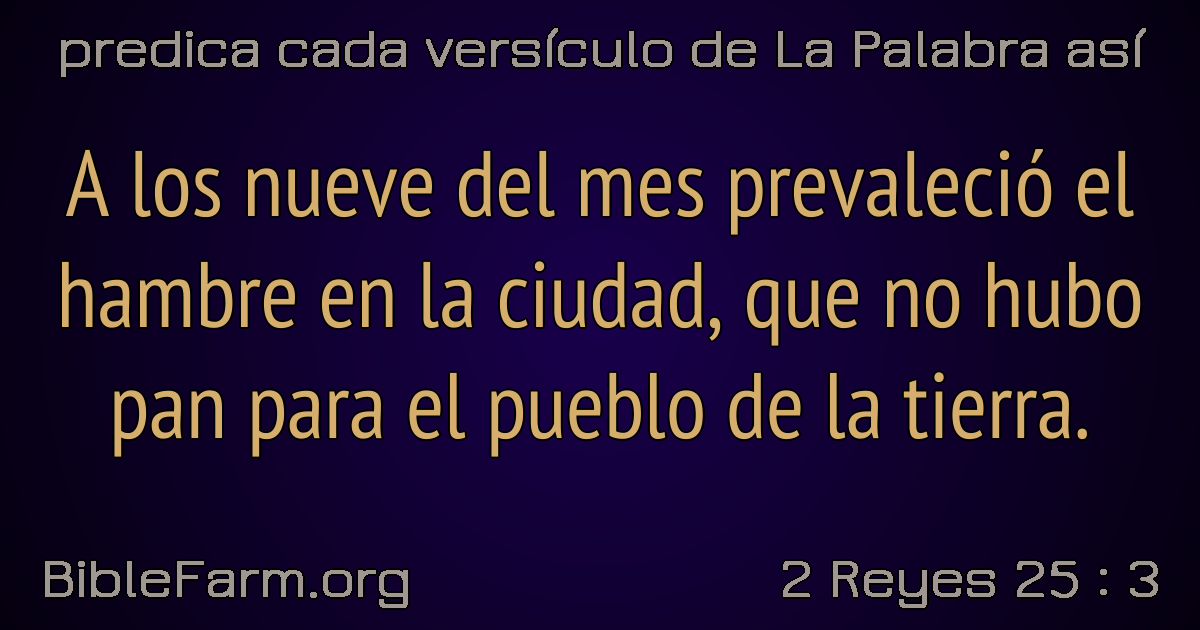 predica cada versículo de La Palabra así
A los nueve del mes prevaleció el
hambre en la ciudad, que no hubo
pan para el pueblo de la tierra.
BibleFarm.org
2 Reyes 25 : 3